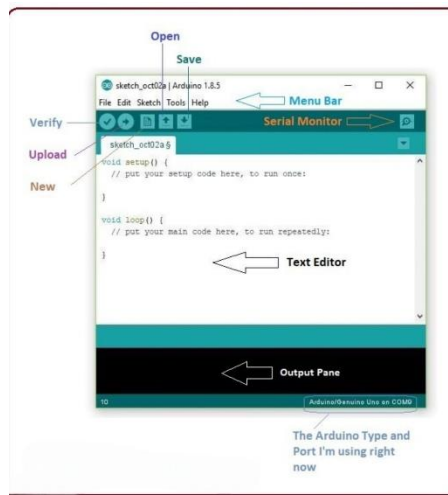 Open
Save
sketch_oct02a | Arduino 1.8.5
File Edit Sketch Tools Help
Menu Bar
Verify
Serial Monitor
Upload
sketch_oct02a §
New
void setup() {
// put your setup code here, to run once:
}
void loop() {
// put your main code here, to run repeatedly:
}
Text Editor
Output Pane
10
Arduino/Genuino Uno on COM9
The Arduino Type and
Port I'm using right
now